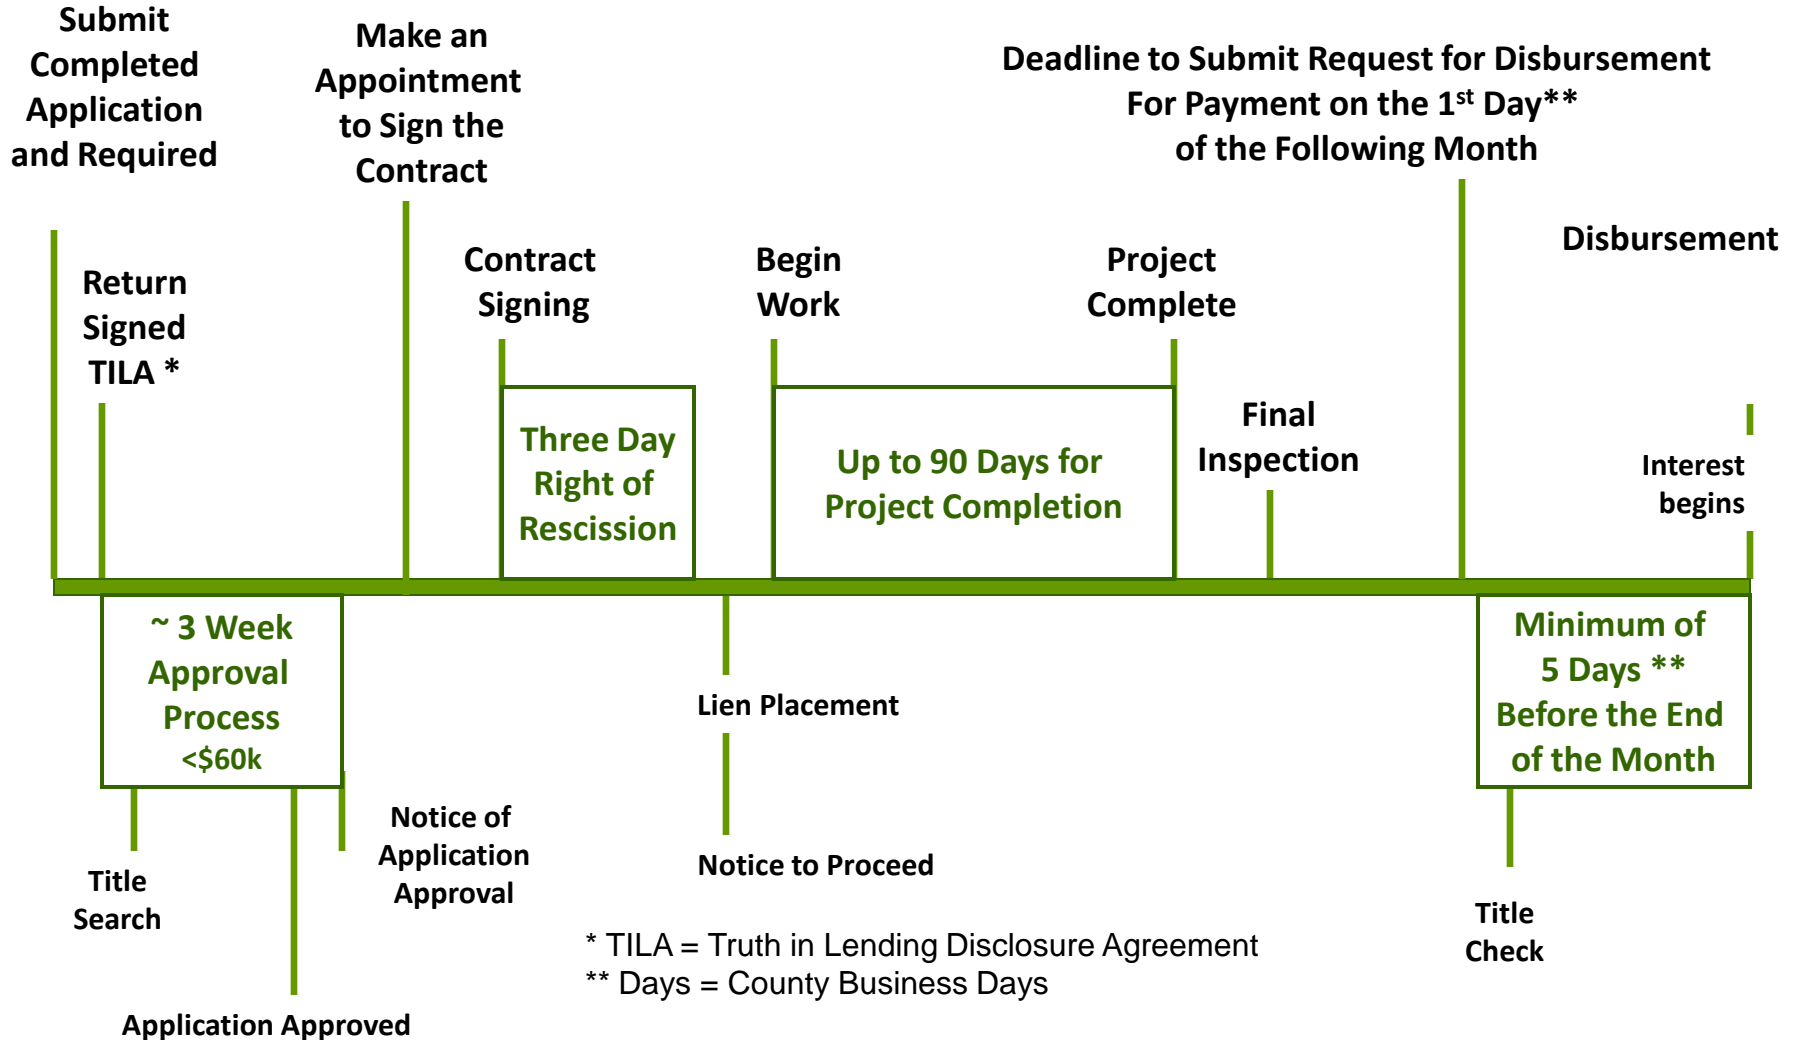 Submit
Completed
Application
and Required
Make an
Appointment
to Sign the
Contract
Deadline to Submit Request for Disbursement
For Payment on the 1st Day**
of the Following Month
Disbursement
Return
Signed
TILA *
Contract
Signing
Begin
Work
Project
Complete
Three Day
Right of
Rescission
Up to 90 Days for
Project Completion
Final
Inspection
Interest
begins
~ 3 Week
Approval
Process
<$60k
Lien Placement
Minimum of
5 Days **
Before the End
of the Month
Title
Search
Notice of
Application
Approval
Notice to Proceed
Title
Check
Application Approved
* TILA = Truth in Lending Disclosure Agreement
** Days = County Business Days